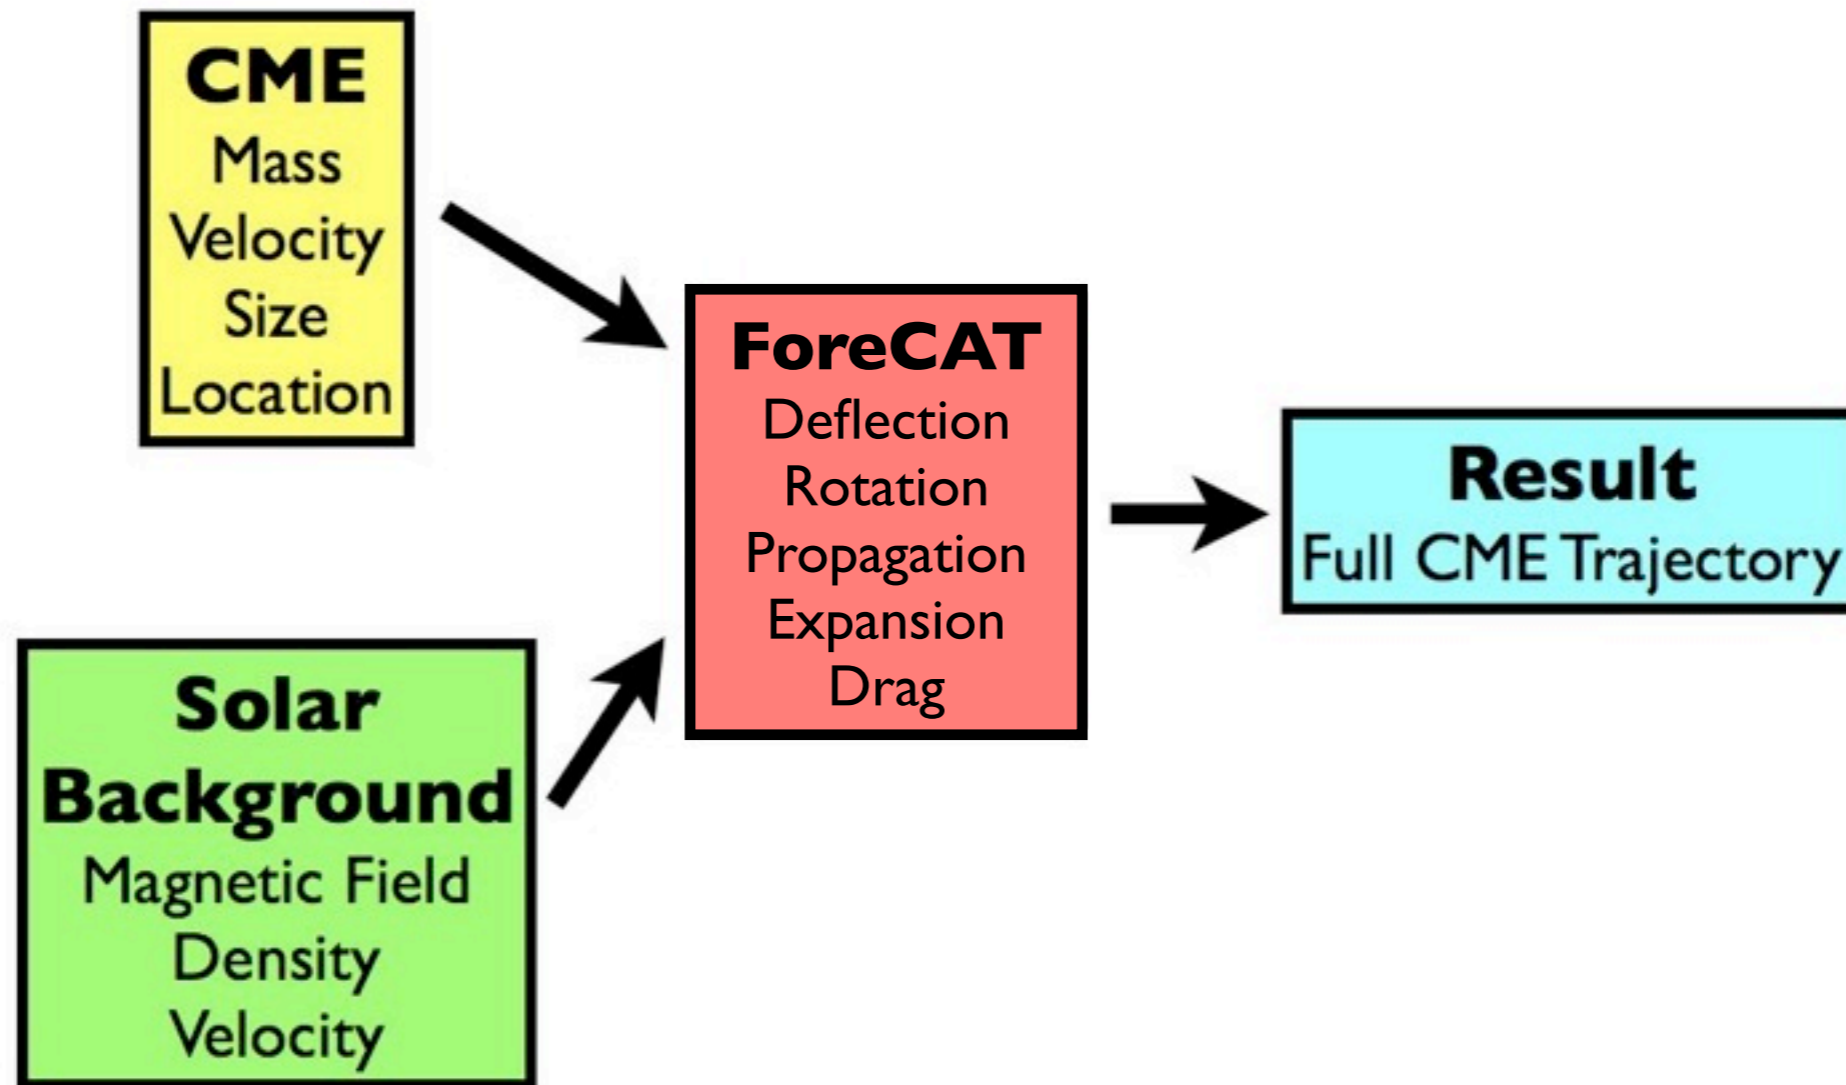 CME
Mass
Velocity
Size
Location
Solar
Background
Magnetic Field
Density
Velocity
ForeCAT
Deflection
Rotation
Propagation
Expansion
Drag
Result
Full CME Trajectory